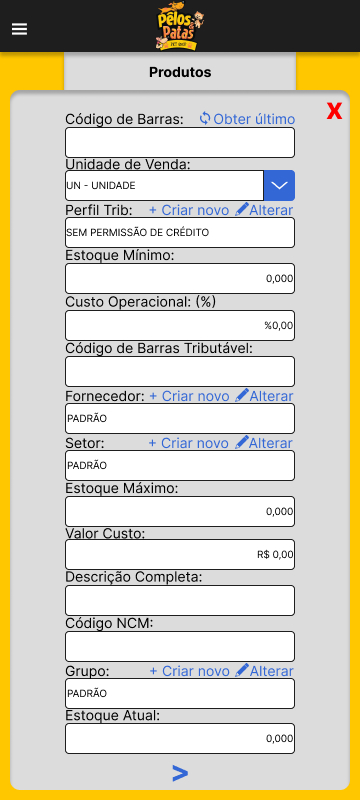 Pêlos
Patas
PET SHOP
Produtos
X
Código de Barras: Obter último
Unidade de Venda:
UN - UNIDADE
Perfil Trib: + Criar novo Alterar
SEM PERMISSÃO DE CRÉDITO
Estoque Mínimo:
0,000
Custo Operacional: (%)
%0,00
Código de Barras Tributável:
Fornecedor: + Criar novo Alterar
PADRÃO
Setor: + Criar novo Alterar
PADRÃO
Estoque Máximo:
0,000
Valor Custo:
R$ 0,00
Descrição Completa:
Código NCM:
Grupo: + Criar novo Alterar
PADRÃO
Estoque Atual:
0,000
>